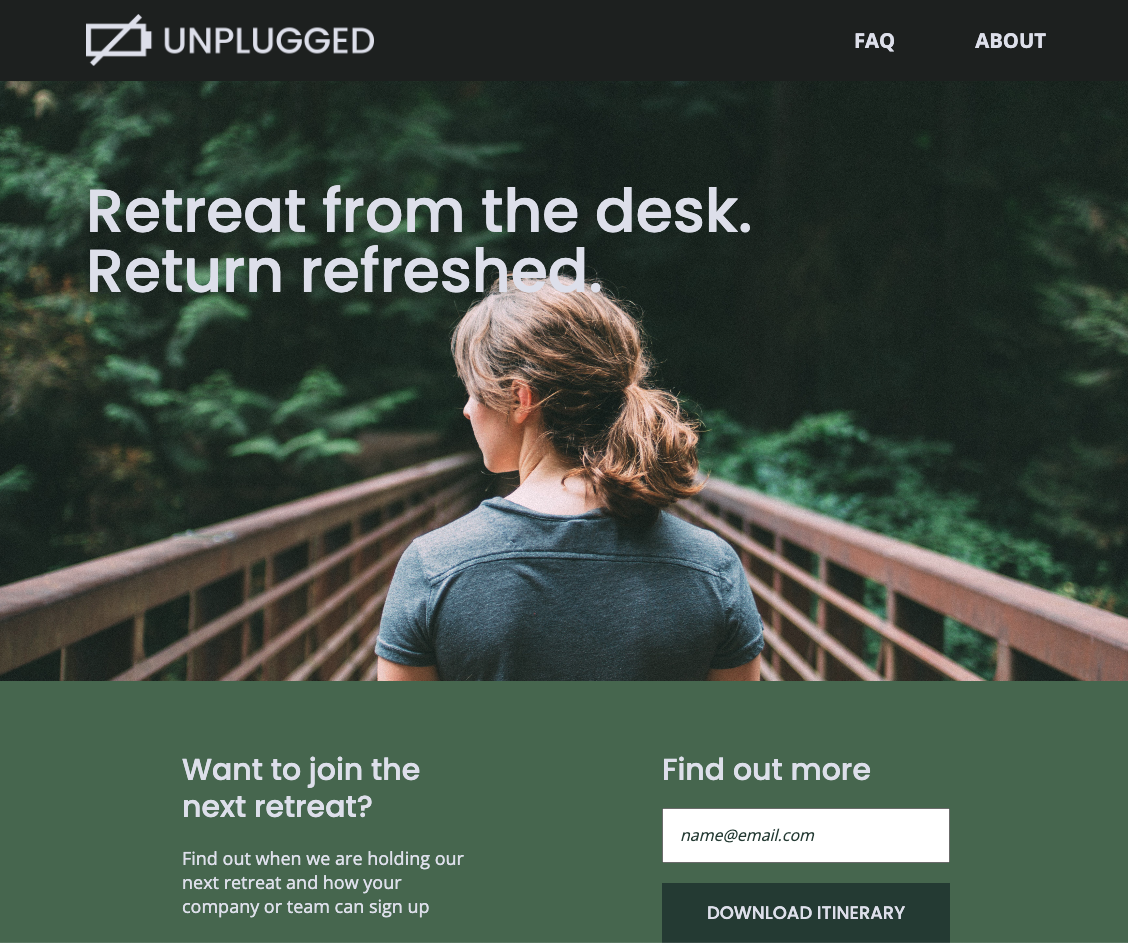 UNPLUGGED
FAQ
ABOUT
Retreat from the desk.
Return refreshed.
Want to join the
next retreat?
Find out when we are holding our
next retreat and how your
company or team can sign up
Find out more
name@email.com
DOWNLOAD ITINERARY